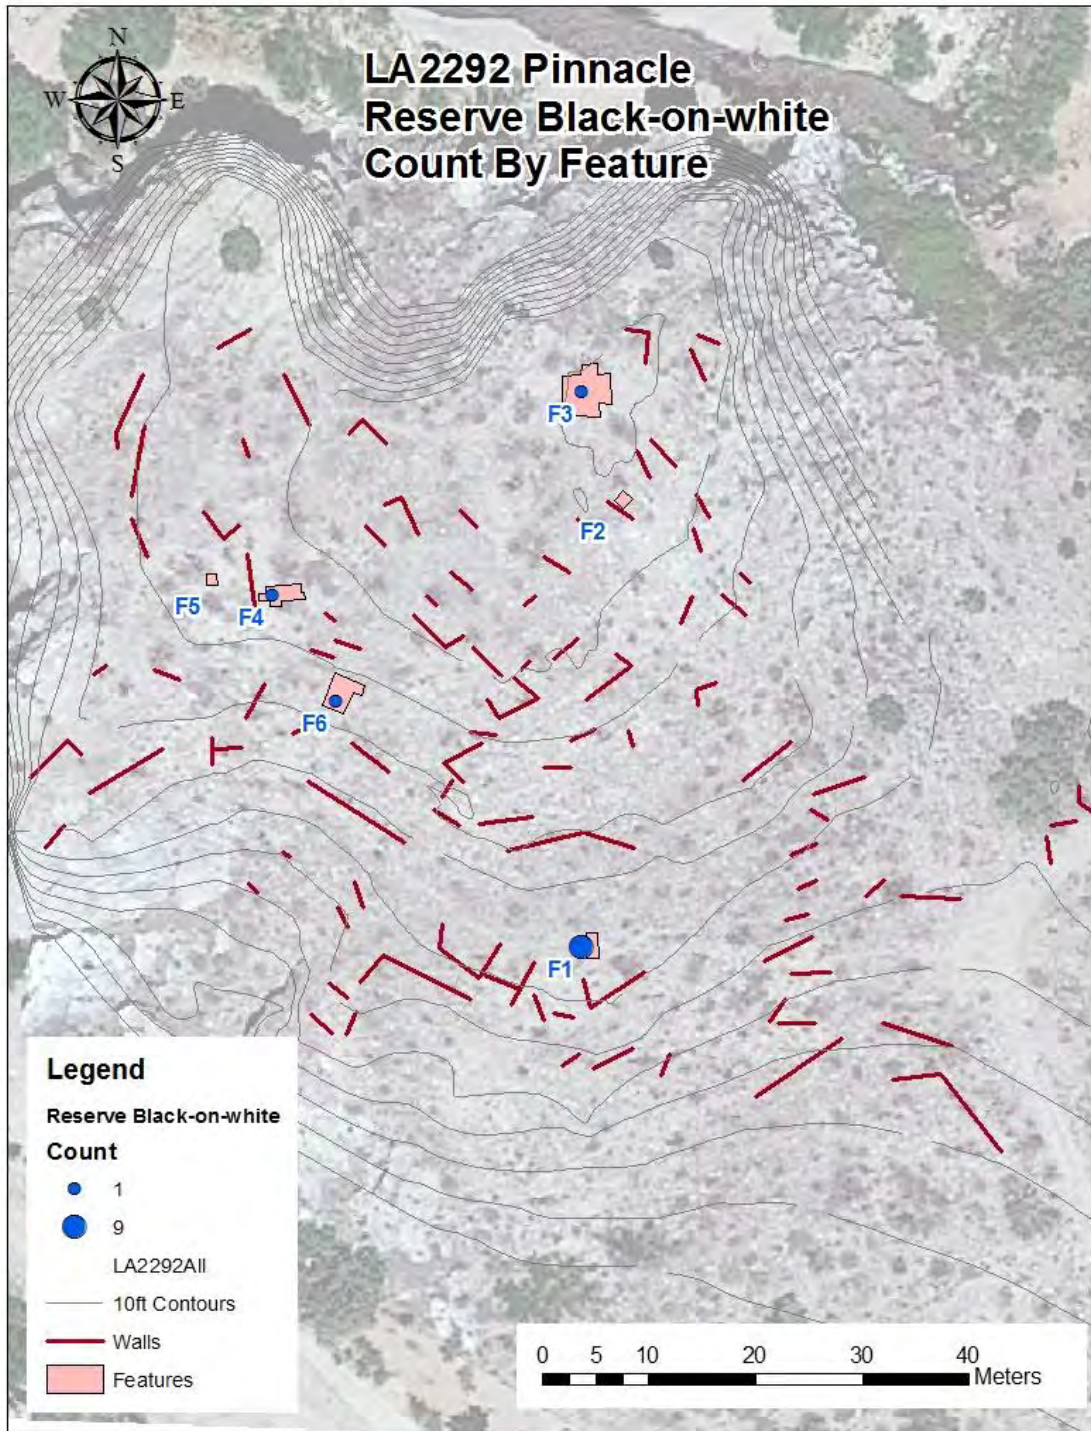 N
W E
S
LA2292 Pinnacle
Reserve Black-on-white
Count By Feature
F3
F2
F5
F4
F6
F1
Legend
Reserve Black-on-white
Count
1
9
LA2292All
10ft Contours
Walls
Features
0 5 10 20 30 40
Meters